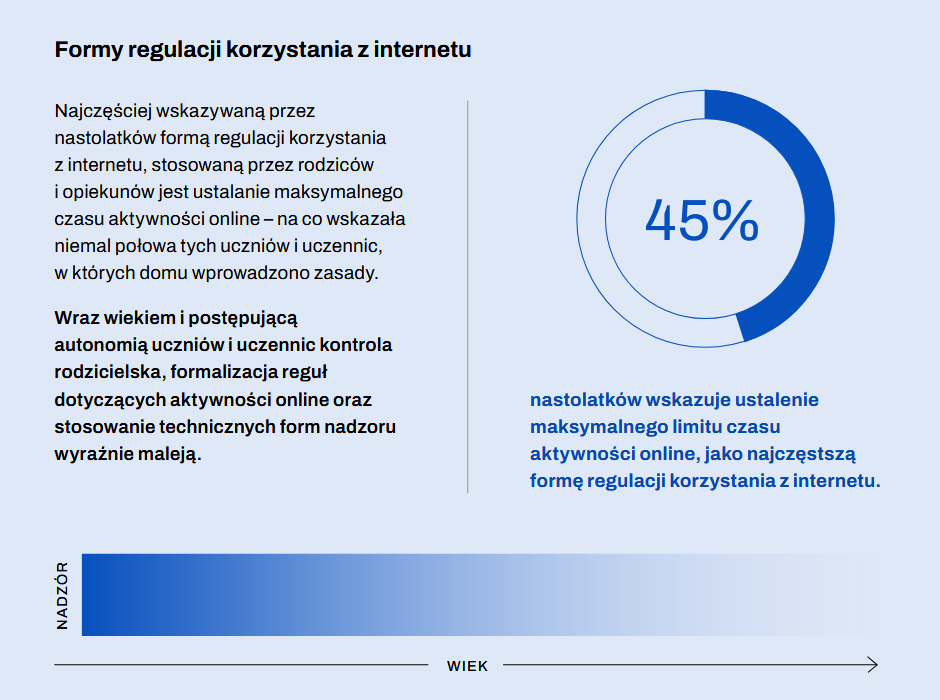 Formy regulacji korzystania z internetu
Najczęściej wskazywaną przez
nastolatków formą regulacji korzystania
z internetu, stosowaną przez rodziców
i opiekunów jest ustalanie maksymalnego
czasu aktywności online – na co wskazała
niemal połowa tych uczniów i uczennic,
w których domu wprowadzono zasady.
Wraz wiekiem i postępującą
autonomią uczniów i uczennic kontrola
rodzicielska, formalizacja reguł
dotyczących aktywności online oraz
stosowanie technicznych form nadzoru
wyraźnie maleją.
45%
nastolatków wskazuje ustalenie
maksymalnego limitu czasu
aktywności online, jako najczęstszą
formę regulacji korzystania z internetu.
NADZÓR
WIEK